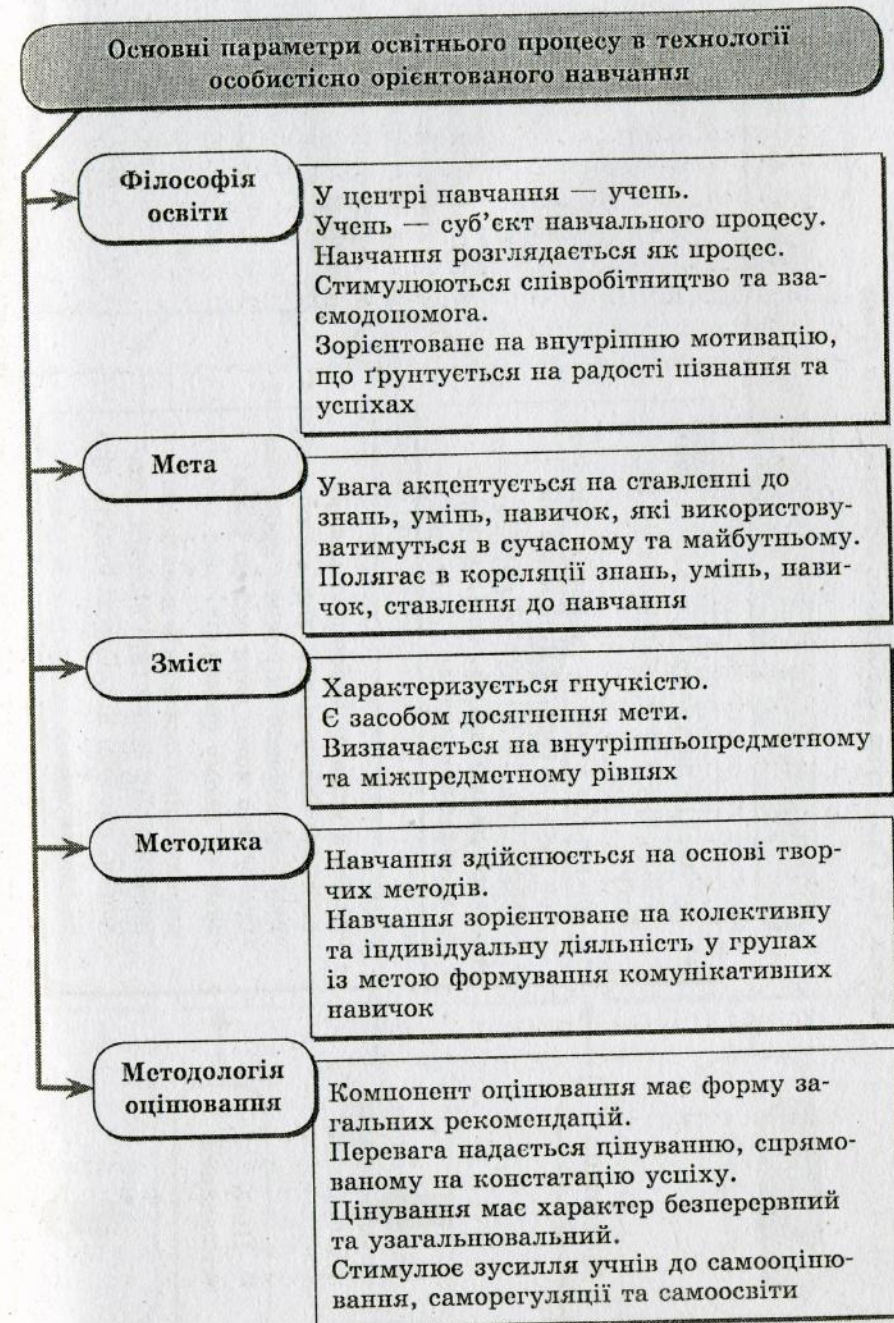 Основні параметри освітнього процесу в технології
особистісно орієнтованого навчання
Філософія
освіти
У центрі навчання — учень.
Учень — суб’єкт навчального процесу.
Навчання розглядається як процес.
Стимулюються співробітництво та вза-
ємодопомога.
Зорієнтоване на внутрішню мотивацію,
що ґрунтується на радості пізнання та
успіхах
Мета
Увага акцентується на ставленні до
знань, умінь, навичок, які використову-
ватимуться в сучасному та майбутньому.
Полягає в кореляції знань, умінь, нави-
чок, ставлення до навчання
Зміст
Характеризується гнучкістю.
Є засобом досягнення мети.
Визначається на внутрішньопредметному
та міжпредметному рівнях
Методика
Навчання здійснюється на основі твор-
чих методів.
Навчання зорієнтоване на колективну
та індивідуальну діяльність у групах
із метою формування комунікативних
навичок
Методологія
оцінювання
Компонент оцінювання має форму за-
гальних рекомендацій.
Перевага надається цінуванню, спрямо-
ваному на констатацію успіху.
Цінування має характер безперервний
та узагальнювальний.
Стимулює зусилля учнів до самооціню-
вання, саморегуляції та самоосвіти